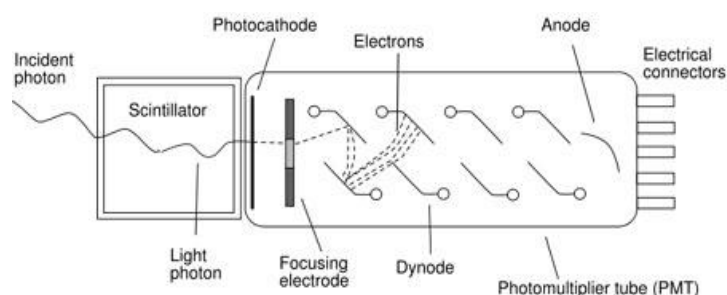 Photocathode
Electrons
Anode
Incident
photon
Electrical
connectors
Scintillator
Light
photon
Focusing
electrode
Dynode
Photomultiplier tube (PMT)